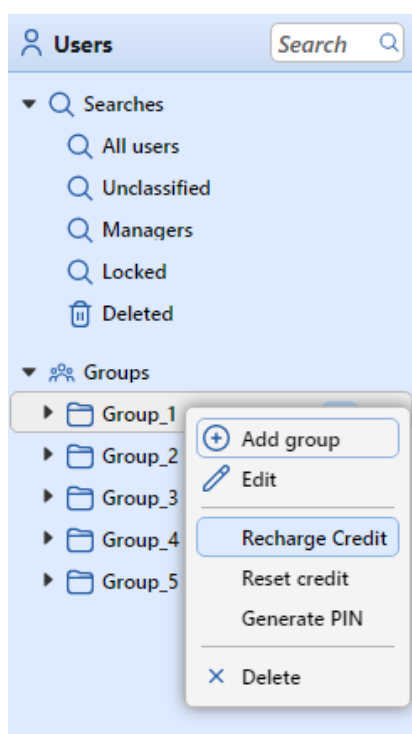 Users
Search
Searches
All users
Unclassified
Managers
Locked
Deleted
Groups
Group_1
Add group
Group_2
Edit
Group_3
Recharge Credit
Group_4
Reset credit
Group_5
Generate PIN
Delete